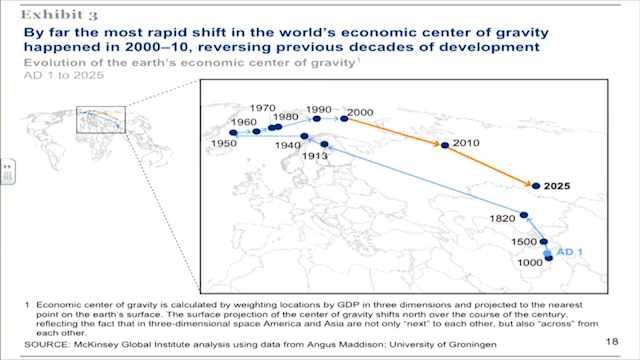 Exhibit 3
By far the most rapid shift in the world's economic center of gravity
happened in 2000–10, reversing previous decades of development
Evolution of the earth's economic center of gravity1
AD 1 to 2025
1970
1990
2000
1960
1980
1950
1940
1913
2010
2025
1820
1500
AD 1
1000
1 Economic center of gravity is calculated by weighting locations by GDP in three dimensions and projected to the nearest
point on the earth's surface. The surface projection of the center of gravity shifts north over the course of the century,
reflecting the fact that in three-dimensional space America and Asia are not only "next" to each other, but also "across" from
each other.
SOURCE: McKinsey Global Institute analysis using data from Angus Maddison; University of Groningen
18